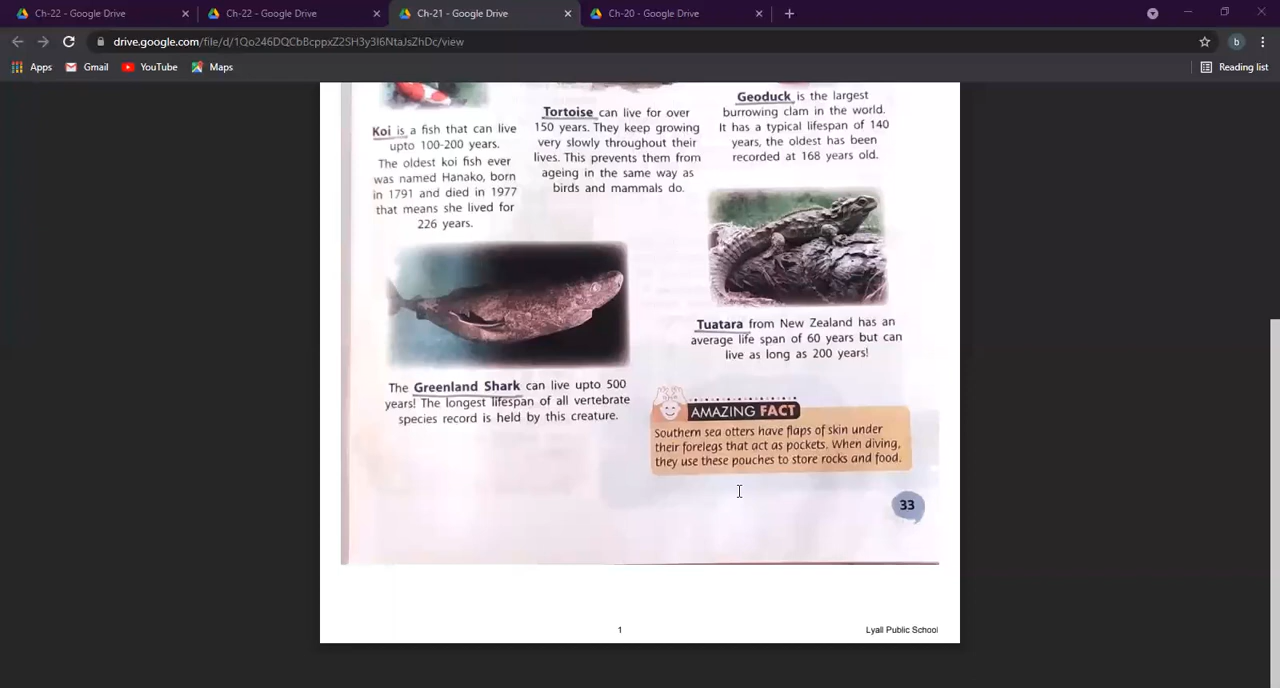 Ch-22 - Google Drive
Ch-22 - Google Drive
Ch-21 - Google Drive
Ch-20 - Google Drive
drive.google.com/file/d/1Qo246DQCbBcppxZ2SH3y3I6NtaJsZhDc/view
b
Apps
Gmail
YouTube
Maps
Reading list
Koi is a fish that can live
upto 100-200 years.
The oldest koi fish ever
was named Hanako, born
in 1791 and died in 1977
that means she lived for
226 years.
Tortoise can live for over
150 years. They keep growing
very slowly throughout their
lives. This prevents them from
ageing in the same way as
birds and mammals do.
Geoduck is the largest
burrowing clam in the world.
It has a typical lifespan of 140
years, the oldest has been
recorded at 168 years old.
Tuatara from New Zealand has an
average life span of 60 years but can
live as long as 200 years!
The Greenland Shark can live upto 500
years! The longest lifespan of all vertebrate
species record is held by this creature.
AMAZING FACT
Southern sea otters have flaps of skin under
their forelegs that act as pockets. When diving,
they use these pouches to store rocks and food.
33
1
Lyall Public School